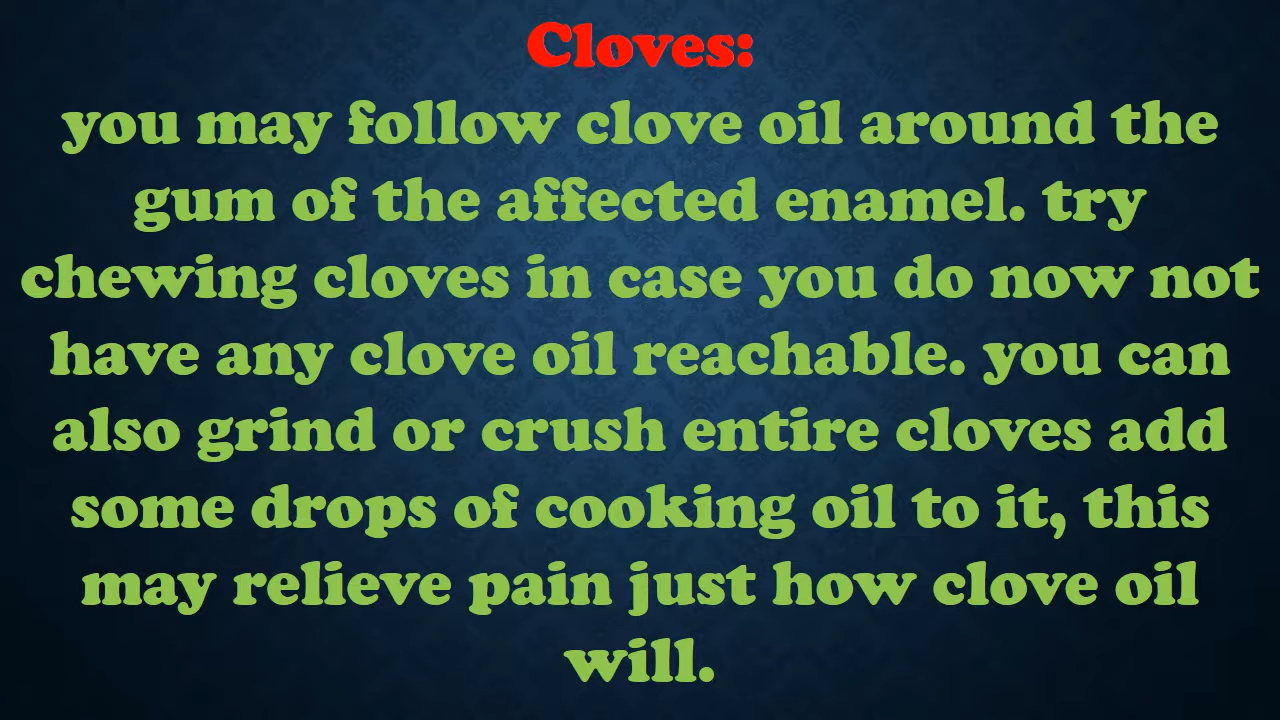 Cloves:
you may follow clove oil around the
gum of the affected enamel. try
chewing cloves in case you do now not
have any clove oil reachable. you can
also grind or crush entire cloves add
some drops of cooking oil to it, this
may relieve pain just how clove oil
will.